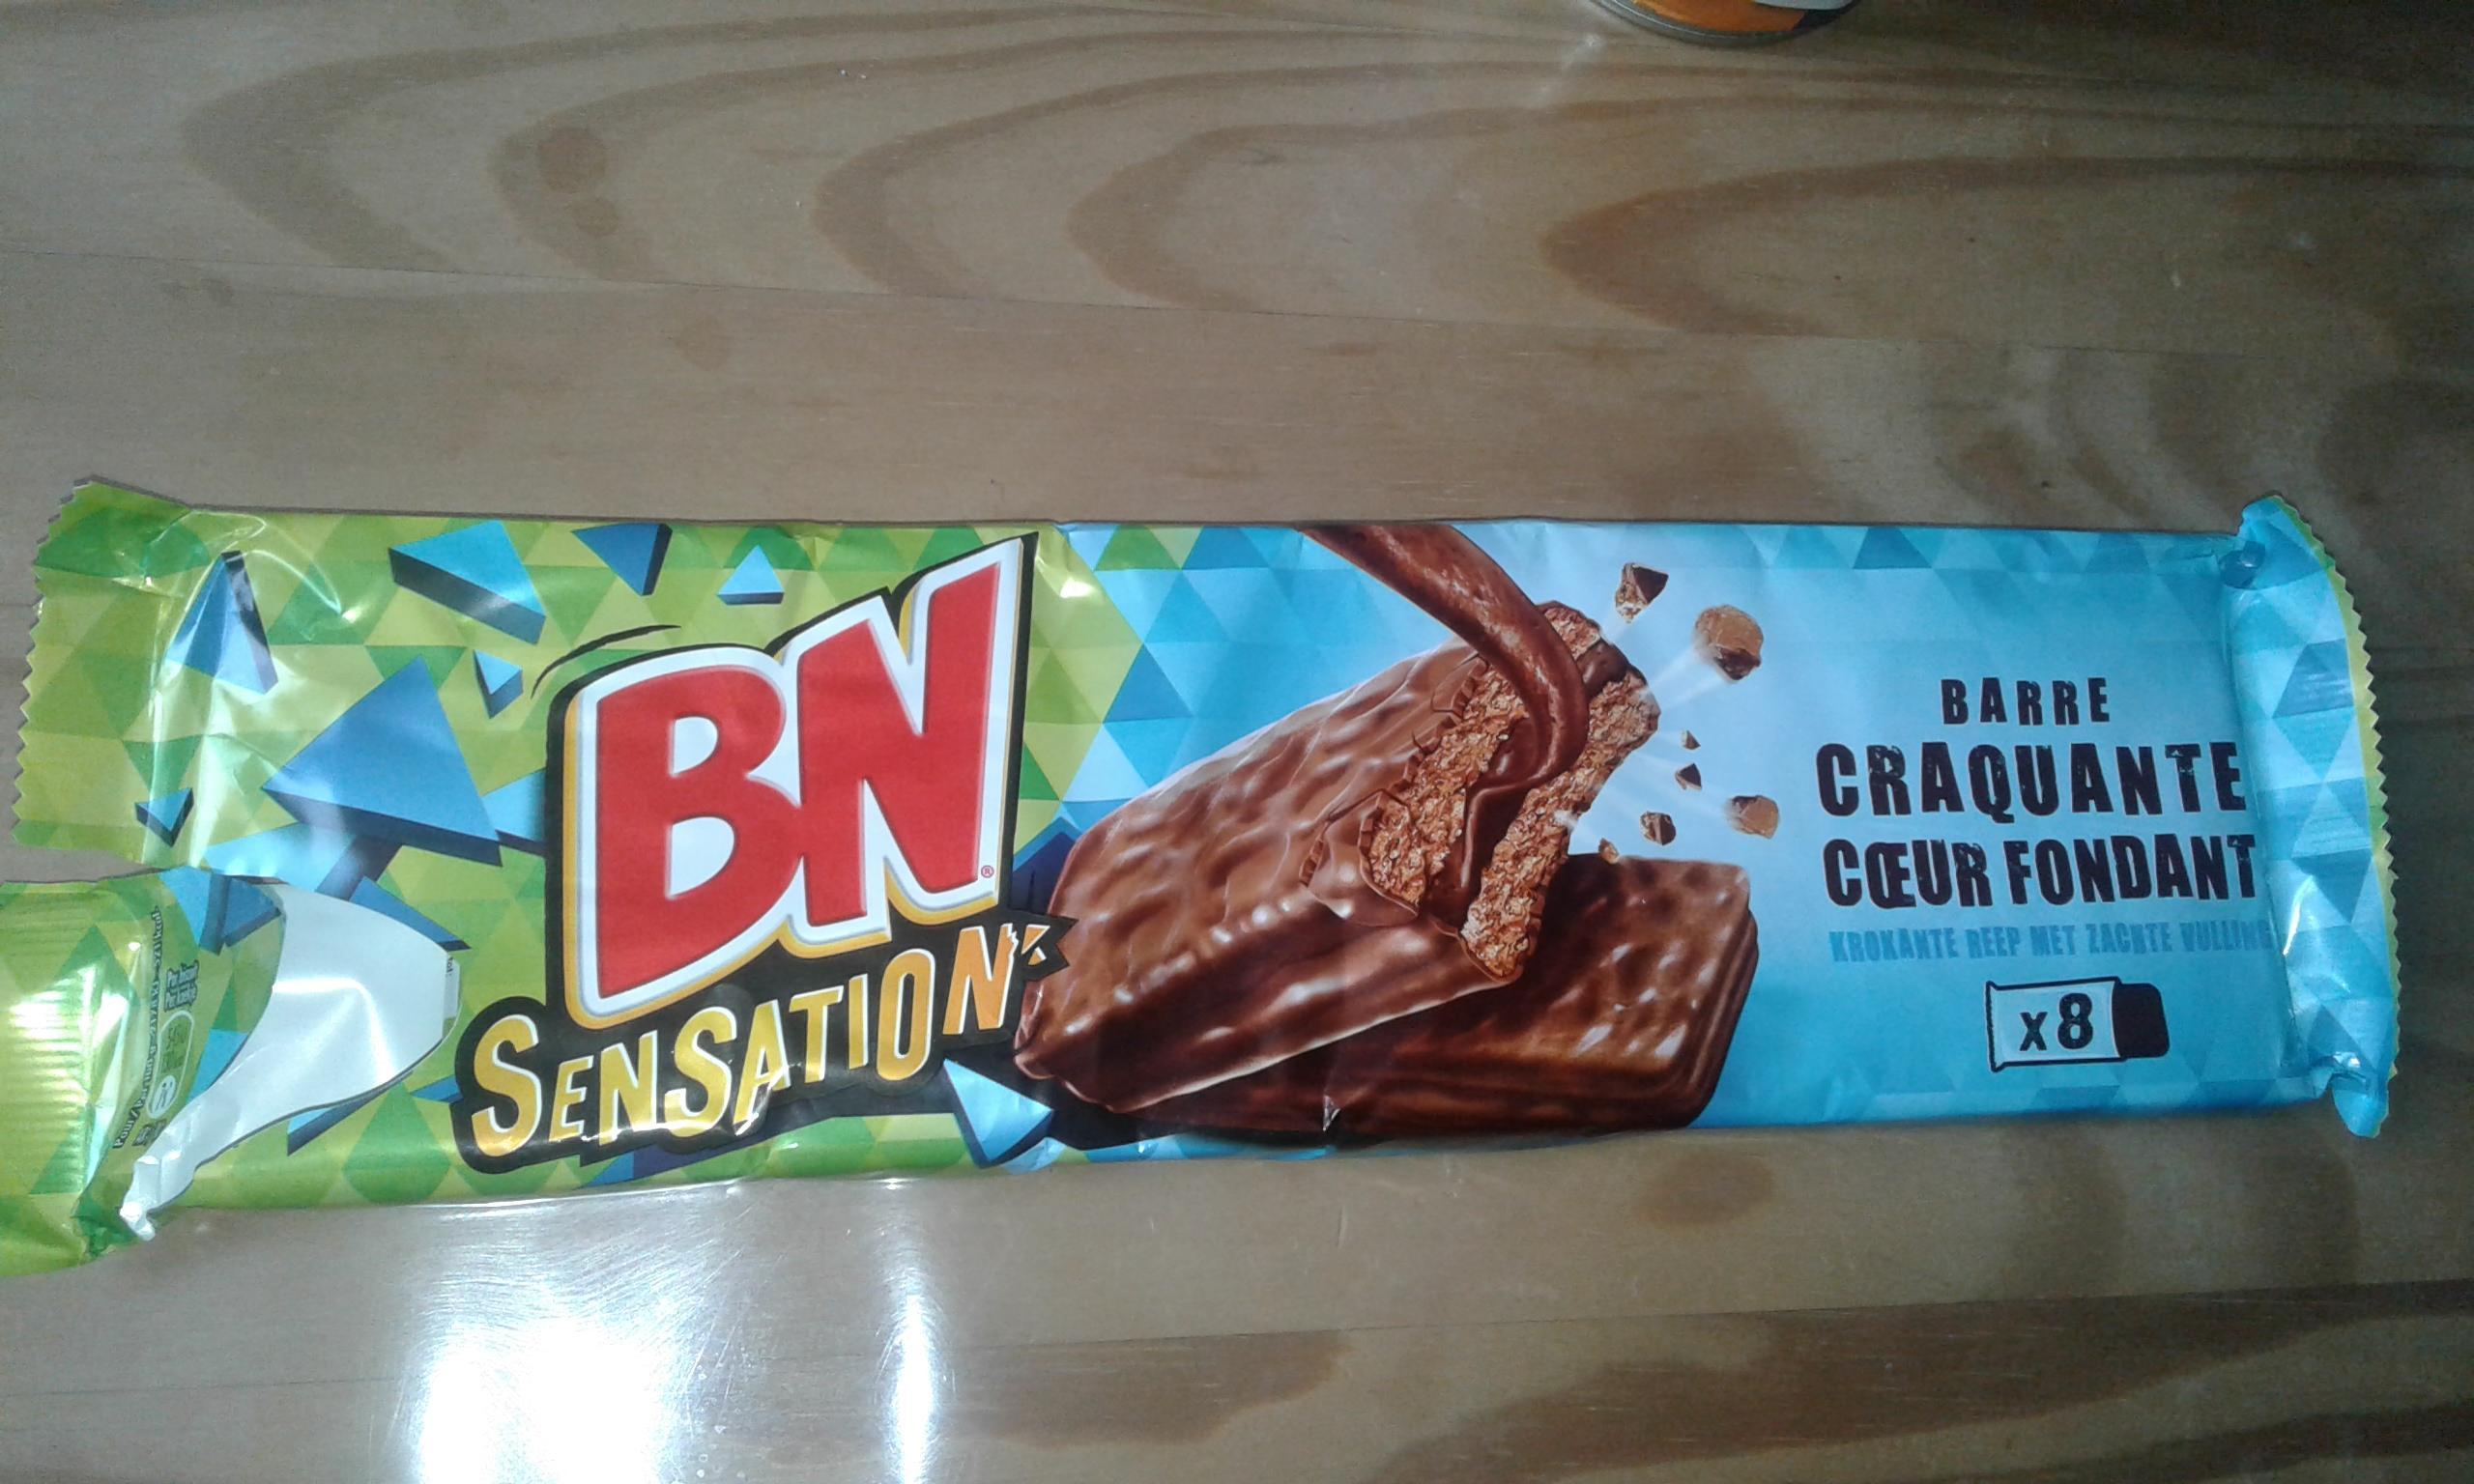 BN
SENSATION
BARRE
CRAQUANTE
CŒUR FONDANT
KROKANTE REEP MET ZACHTE VULLING
x8